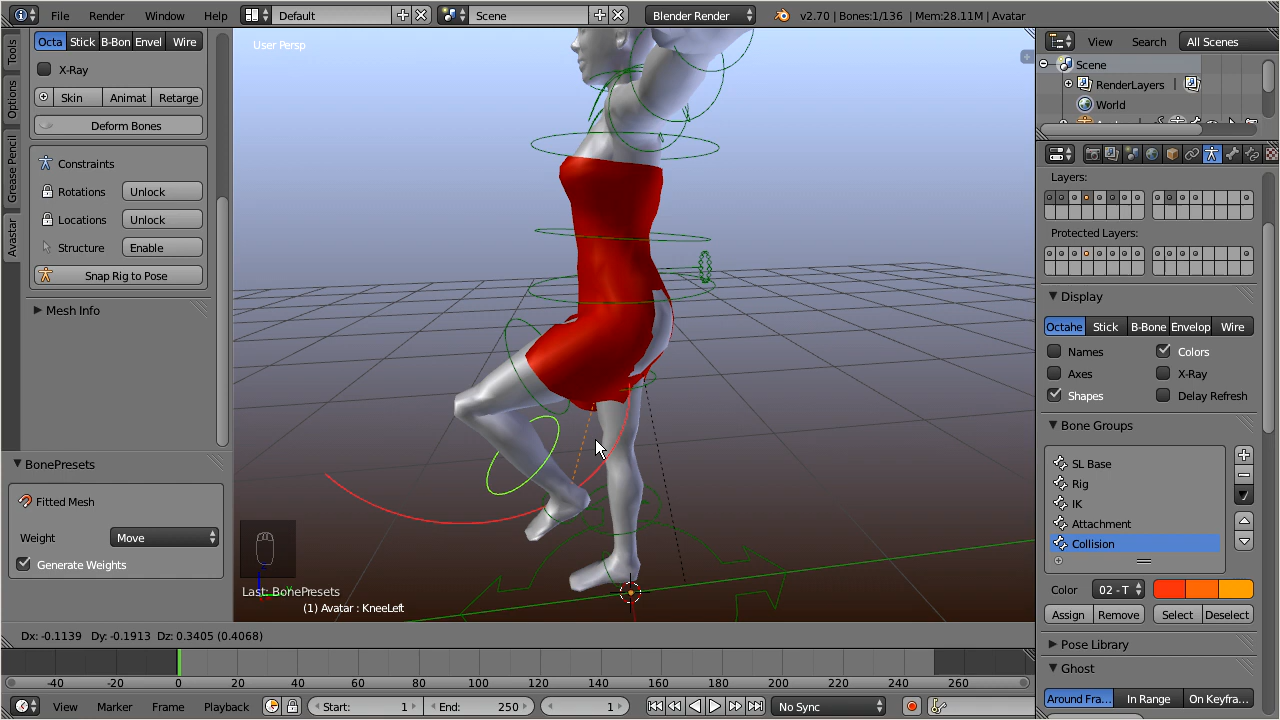 File Render Window Help Default Scene Blender Render v2.70 | Bones:1/136 | Mem:28.11M | Avatar
Octa Stick B-Bon Envel Wire
X-Ray
Skin Animat Retarge
Deform Bones
Constraints
Rotations Unlock
Locations Unlock
Structure Enable
Snap Rig to Pose
Mesh Info
BonePresets
Fitted Mesh
Weight Move
Generate Weights
Tools
Options
Grease Pencil
Avastar
User Persp
Last: BonePresets
(1) Avatar : KneeLeft
Dx: -0.1139 Dy: -0.1913 Dz: 0.3405 (0.4068)
View Search All Scenes
Scene
RenderLayers
World
Layers:
Protected Layers:
Display
Octahe Stick B-Bone Envelop Wire
Names Colors
Axes X-Ray
Shapes Delay Refresh
Bone Groups
SL Base
Rig
IK
Attachment
Collision
Color 02 - T
Assign Remove Select Deselect
Pose Library
Ghost
Around Fra... In Range On Keyfra...
-40 -20 0 20 40 60 80 100 120 140 160 180 200 220 240 260
View Marker Frame Playback Start: 1 End: 250 1 No Sync